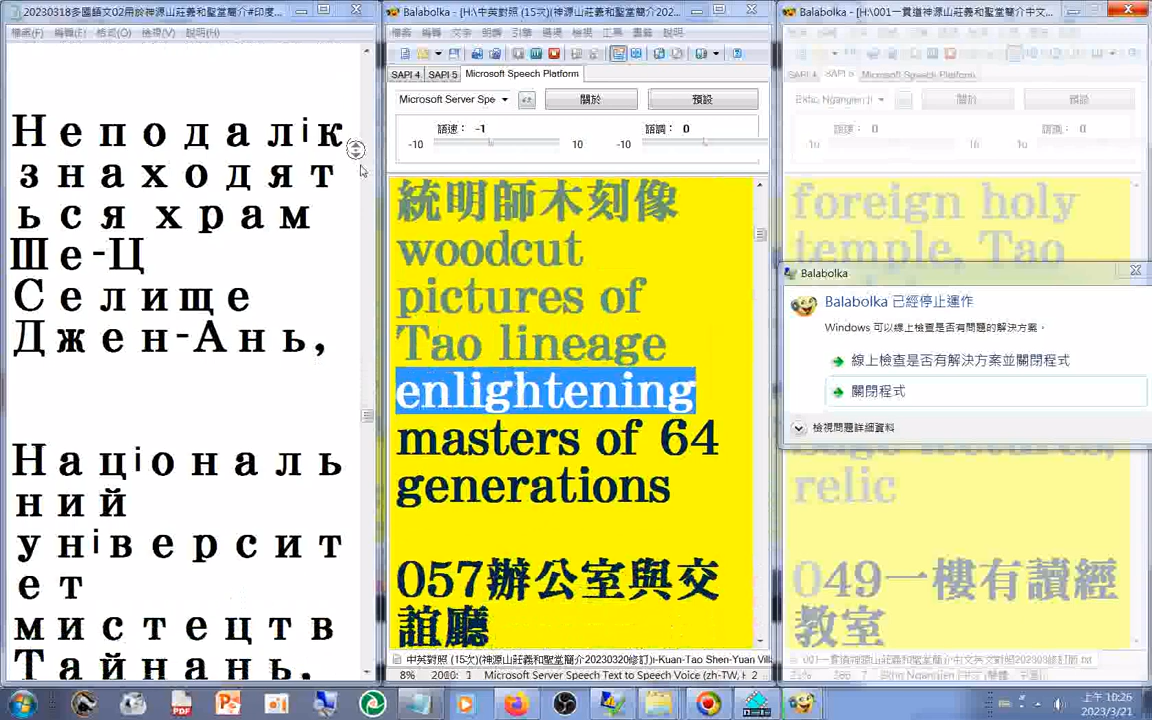 20230318多國語文02用於神源山莊義和聖堂簡介#印度...
檔案(F) 編輯(E) 格式(O) 檢視(V) 說明(H)
Неподалік
знаходят
ься храм
Ше-Ц
Селище
Джен-Ань,
Національ
ний
університ
ет
мистецтв
Тайнань,
Balabolka - [H:\中英對照 (15次)(神源山莊義和聖堂簡介202...
檔案 編輯 文字 朗讀 引擎 選項 檢視 工具 書籤 說明
SAPI 4 SAPI 5 Microsoft Speech Platform
Microsoft Server Spe
關於
預設
語速： -1
語調： 0
-10 10 -10
統明師木刻像
woodcut
pictures of
Tao lineage
enlightening
masters of 64
generations
057辦公室與交
誼廳
中英對照 (15次)(神源山莊義和聖堂簡介20230320修訂)I-Kuan-Tao Shen-Yuan Vill
8% Microsoft Server Speech Text to Speech Voice (zh-TW,
Balabolka - [H:\001一貫道神源山莊義和聖堂簡介中文...
SAPI 4 SAPI 5 Microsoft Speech Platform
關於
預設
語速： 0
語調： 0
foreign holy
temple, Tao
Balabolka
Balabolka 已經停止運作
Windows 可以線上檢查是否有問題的解決方案。
線上檢查是否有解決方案並關閉程式
關閉程式
檢視問題詳細資料
relic
049一樓有讀經
教室
上午 10:26
2023/3/21